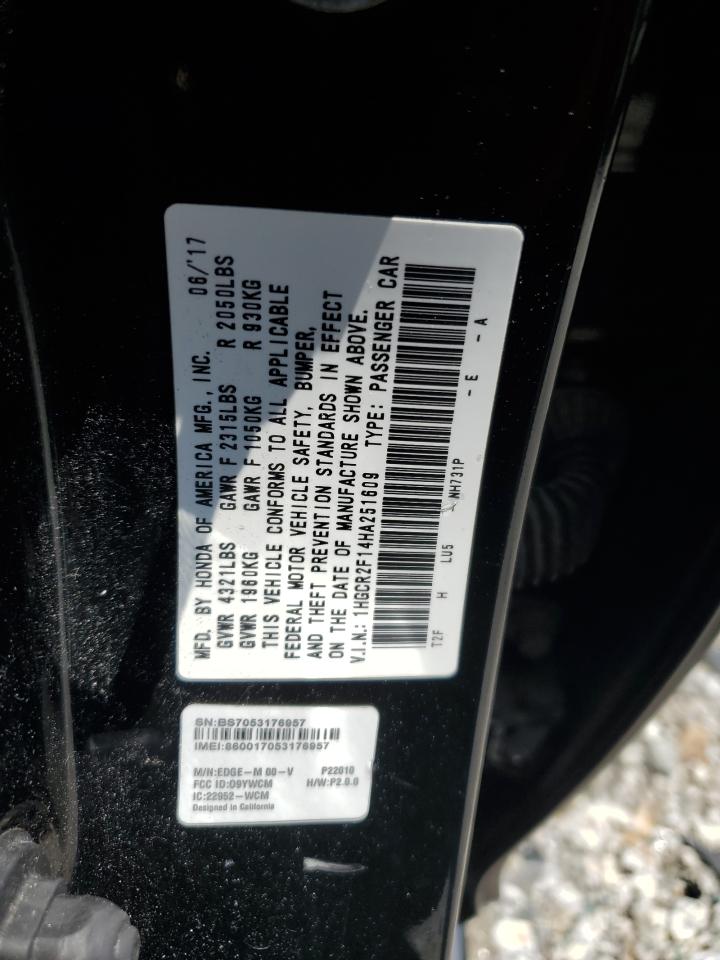 MFD. BY HONDA OF AMERICA MFG., INC. 06/'17
GVWR 4321LBS GAWR F 2315LBS R 2050LBS
GVWR 1960KG GAWR F 1050KG R 930KG
THIS VEHICLE CONFORMS TO ALL APPLICABLE
FEDERAL MOTOR VEHICLE SAFETY, BUMPER,
AND THEFT PREVENTION STANDARDS IN EFFECT
ON THE DATE OF MANUFACTURE SHOWN ABOVE.
V.I.N.: 1HGCR2F14HA251609 TYPE: PASSENGER CAR
T2F H LU5 NH731P - E - A
SN:BS7053176957
IMEI:860017053176957
M/N:EDGE-M 00-V P22010
FCC ID:O9YWCM H/W:P2.0.0
IC:22952-WCM
Designed in California